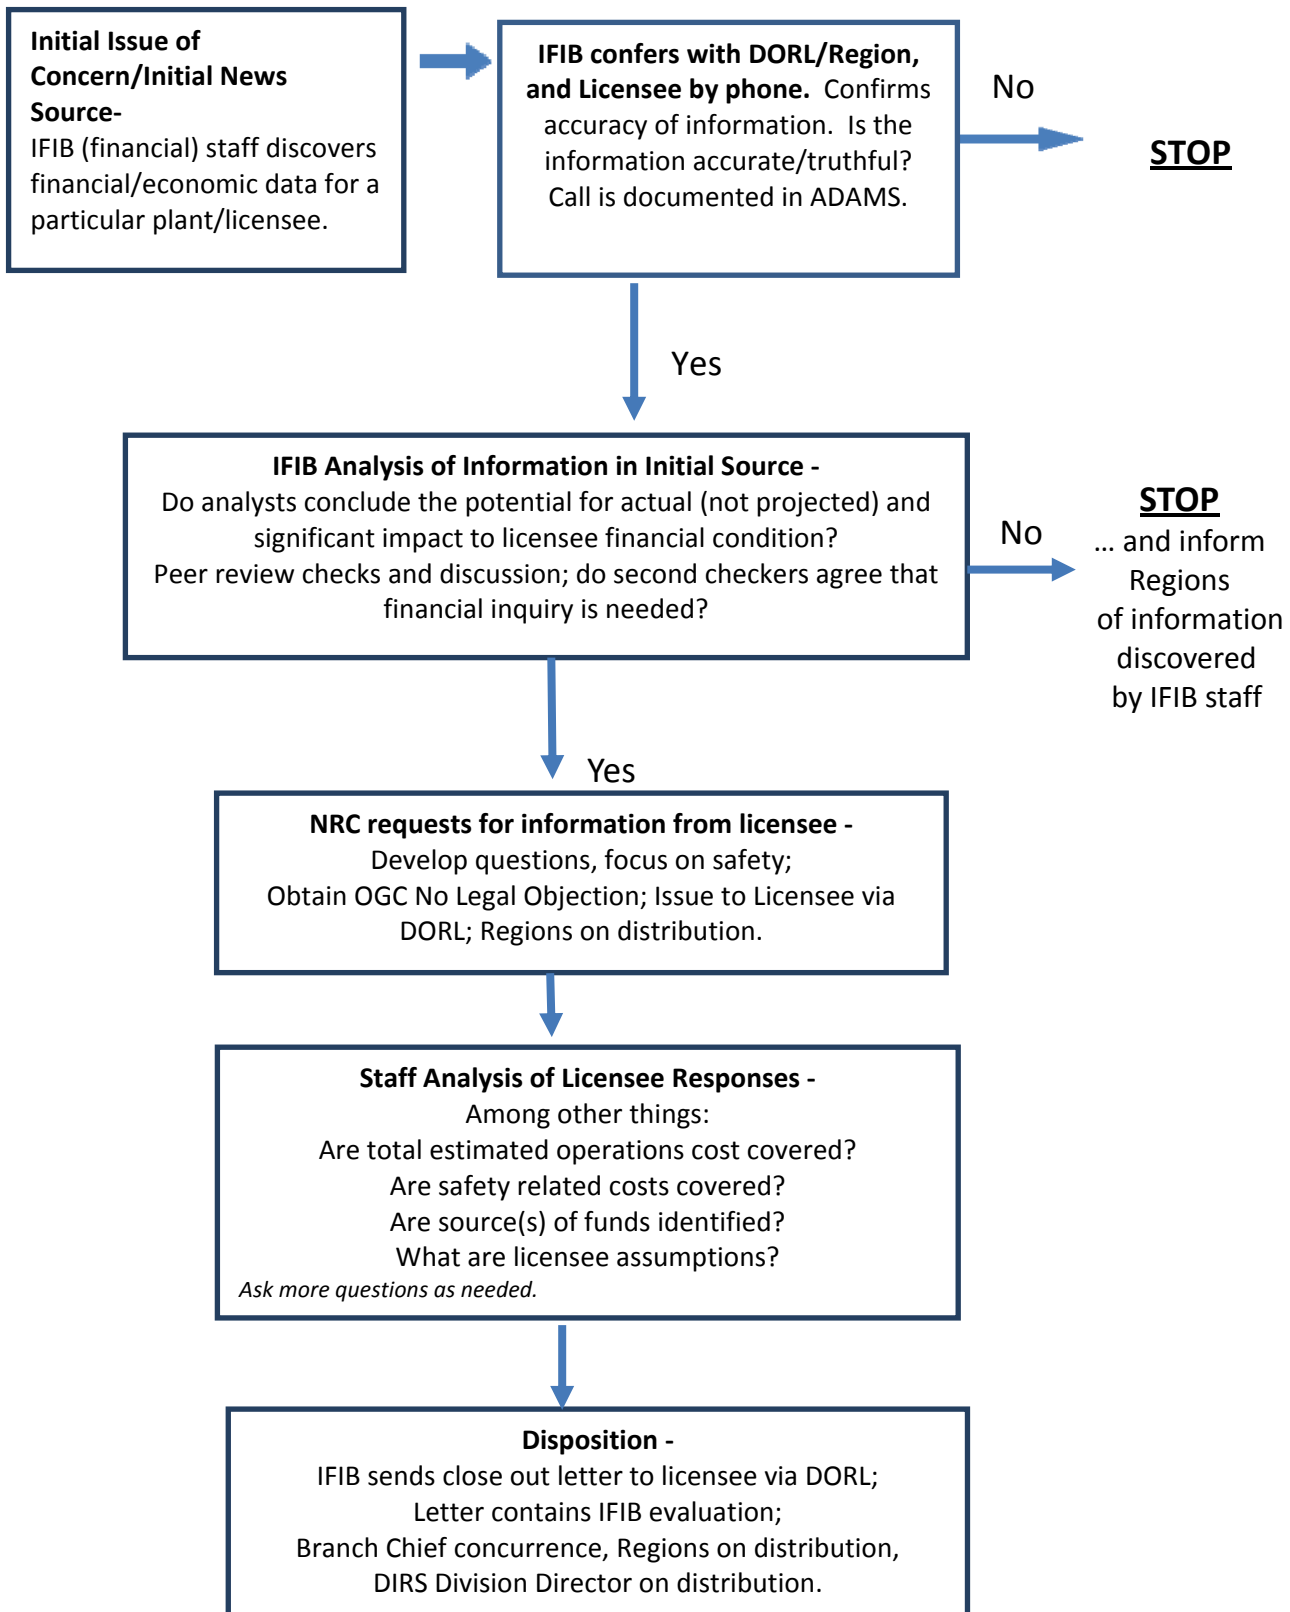 Initial Issue of
Concern/Initial News
Source-
IFIB (financial) staff discovers
financial/economic data for a
particular plant/licensee.
IFIB confers with DORL/Region,
and Licensee by phone.  Confirms
accuracy of information.  Is the
information accurate/truthful?
Call is documented in ADAMS.
No
STOP
Yes
IFIB Analysis of Information in Initial Source -
Do analysts conclude the potential for actual (not projected) and
significant impact to licensee financial condition?
Peer review checks and discussion; do second checkers agree that
financial inquiry is needed?
No
STOP
... and inform
Regions
of information
discovered
by IFIB staff
Yes
NRC requests for information from licensee -
Develop questions, focus on safety;
Obtain OGC No Legal Objection; Issue to Licensee via
DORL; Regions on distribution.
Staff Analysis of Licensee Responses -
Among other things:
Are total estimated operations cost covered?
Are safety related costs covered?
Are source(s) of funds identified?
What are licensee assumptions?
Ask more questions as needed.
Disposition -
IFIB sends close out letter to licensee via DORL;
Letter contains IFIB evaluation;
Branch Chief concurrence, Regions on distribution,
DIRS Division Director on distribution.